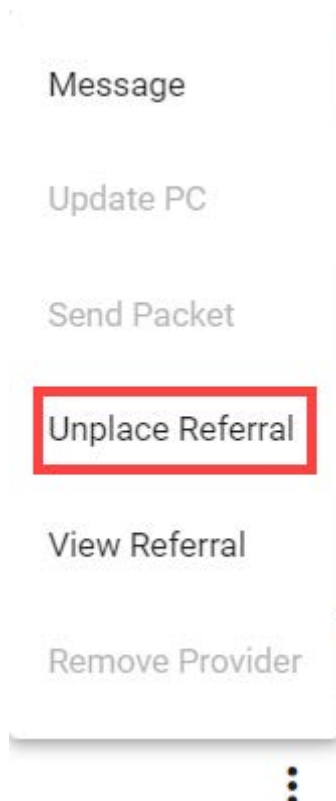 Message
Update PC
Send Packet
Unplace Referral
View Referral
Remove Provider